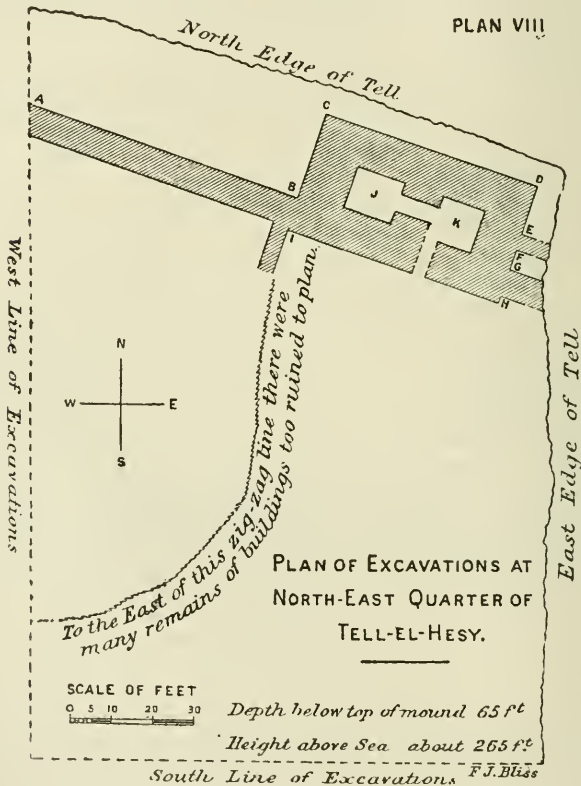 PLAN VIII
North Edge of Tell
A
C
B
D
J
K
E
F
G
I
H
West Line of Excavations
East Edge of Tell
N
W E
S
To the East of this zig-zag line there were
many remains of buildings too ruined to plan.
PLAN OF EXCAVATIONS AT
NORTH-EAST QUARTER OF
TELL-EL-HESY.
SCALE OF FEET
0 5 10 20 30
Depth below top of mound 65 ft
Height above Sea about 265 ft
F.J. Bliss
South Line of Excavations